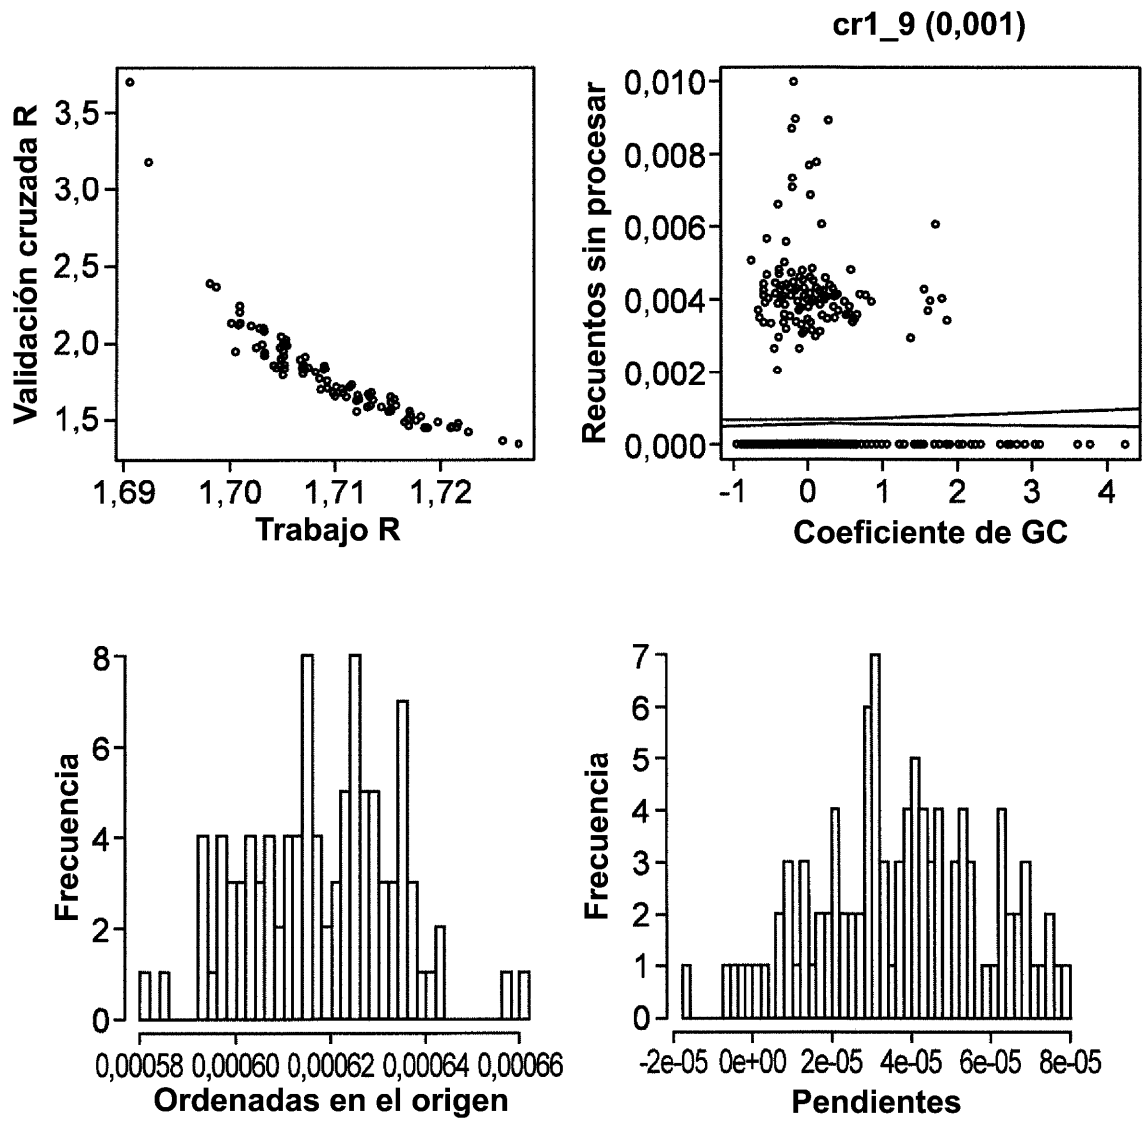 cr1_9 (0,001)
Validación cruzada R
3,5
3,0
2,5
2,0
1,5
1,69 1,70 1,71 1,72
Trabajo R
Recuentos sin procesar
0,010
0,008
0,006
0,004
0,002
0,000
-1 0 1 2 3 4
Coeficiente de GC
Frecuencia
8
6
4
2
0
0,00058 0,00060 0,00062 0,00064 0,00066
Ordenadas en el origen
Frecuencia
7
6
5
4
3
2
1
0
-2e-05 0e+00 2e-05 4e-05 6e-05 8e-05
Pendientes